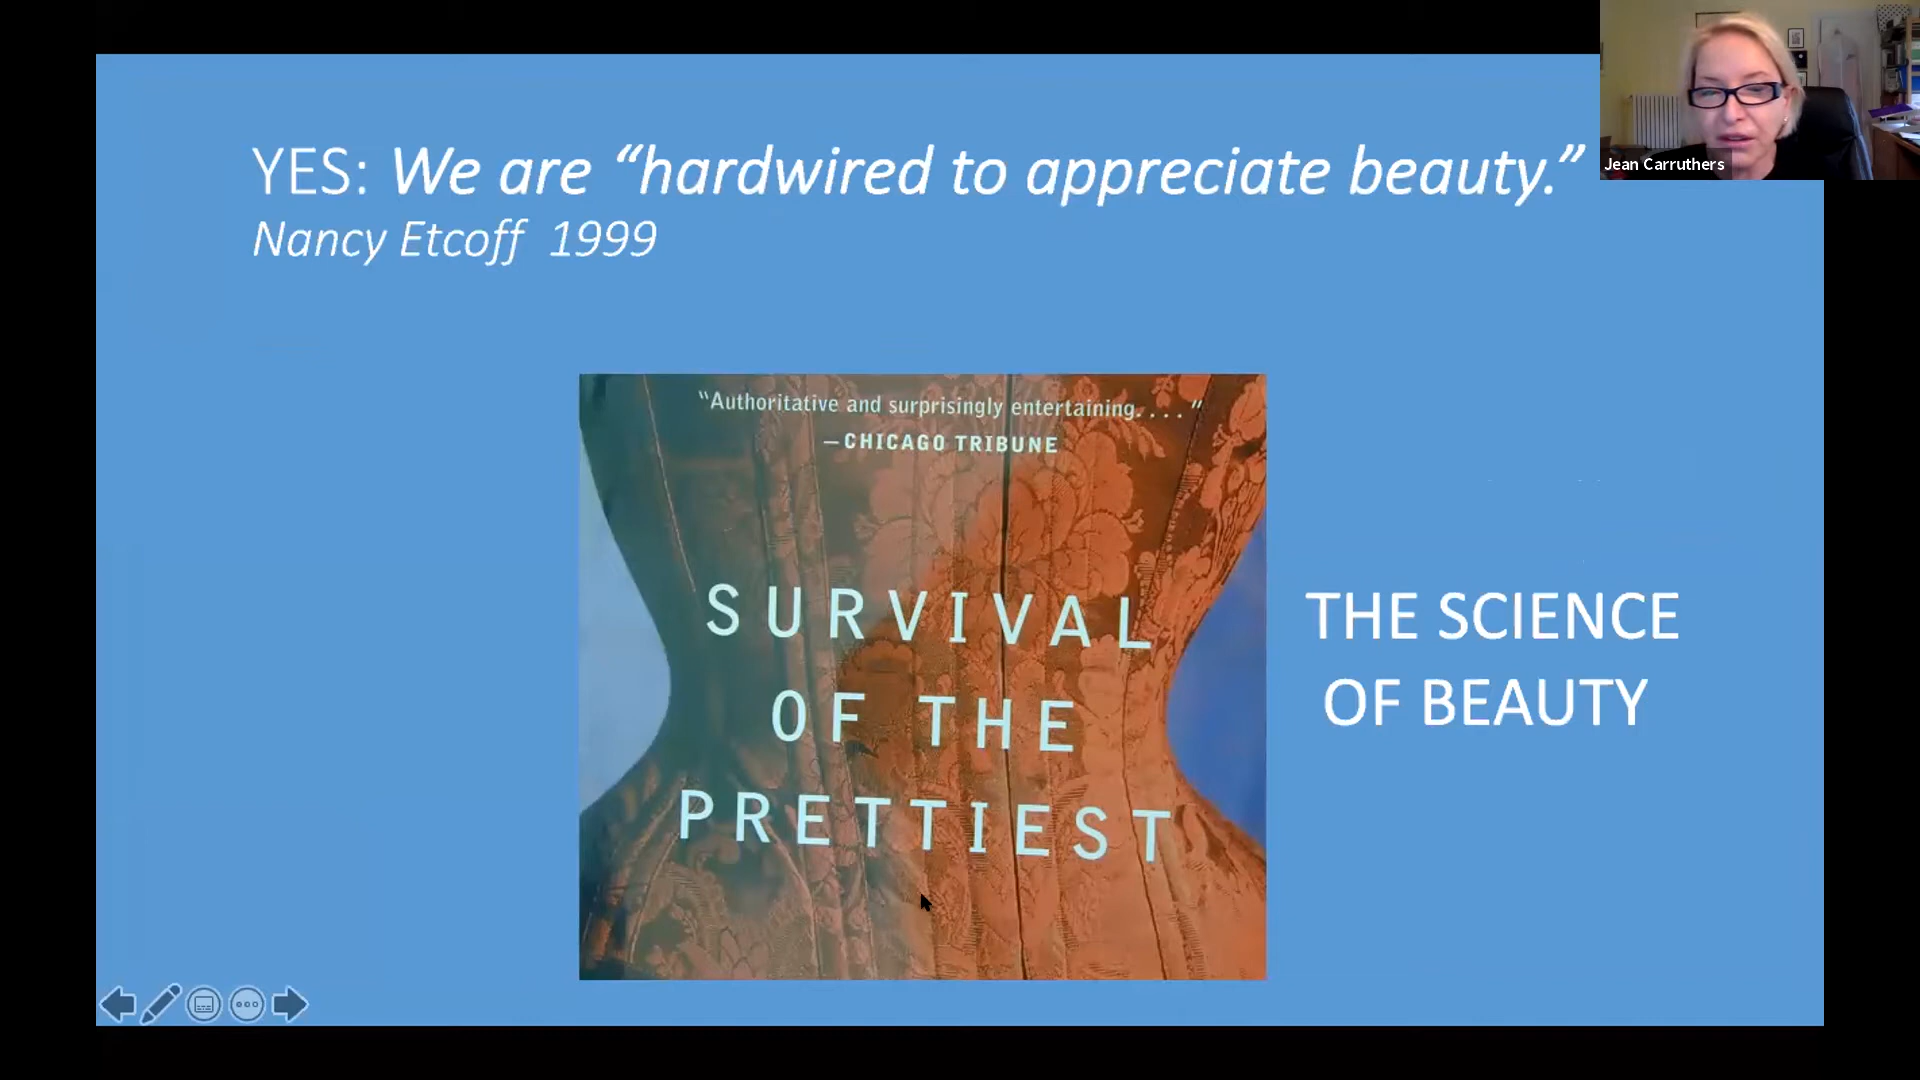 YES: We are “hardwired to appreciate beauty.”
Nancy Etcoff 1999
Jean Carruthers
“Authoritative and surprisingly entertaining. . . . ”
—CHICAGO TRIBUNE
SURVIVAL
OF THE
PRETTIEST
THE SCIENCE
OF BEAUTY